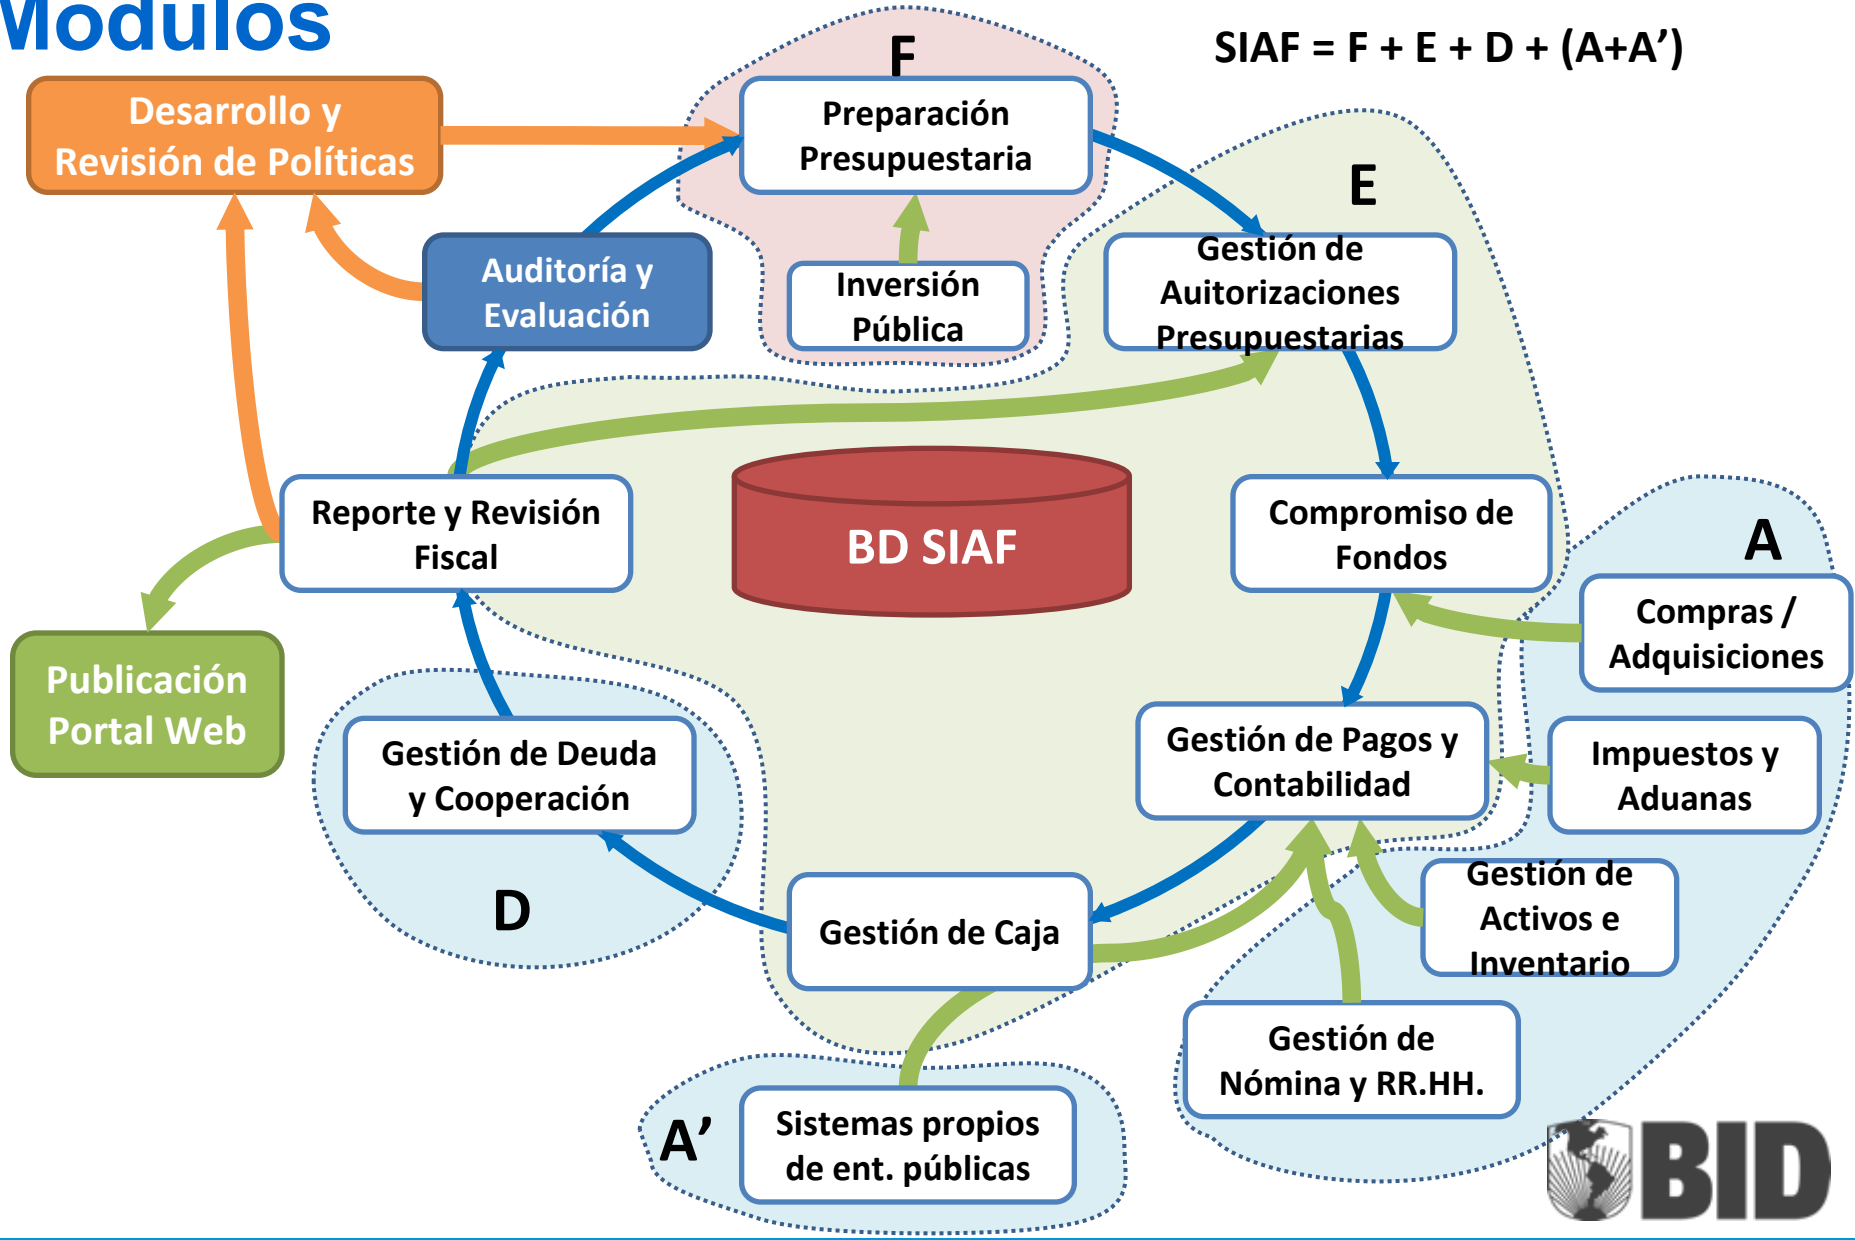 Módulos
SIAF = F + E + D + (A+A’)
F
Desarrollo y
Revisión de Políticas
Preparación
Presupuestaria
E
Auditoría y
Evaluación
Inversión
Pública
Gestión de
Auitorizaciones
Presupuestarias
Reporte y Revisión
Fiscal
BD SIAF
Compromiso de
Fondos
A
Compras /
Adquisiciones
Publicación
Portal Web
Gestión de Deuda
y Cooperación
Gestión de Pagos y
Contabilidad
Impuestos y
Aduanas
D
Gestión de Caja
Gestión de
Activos e
Inventario
Gestión de
Nómina y RR.HH.
A’
Sistemas propios
de ent. públicas
BID